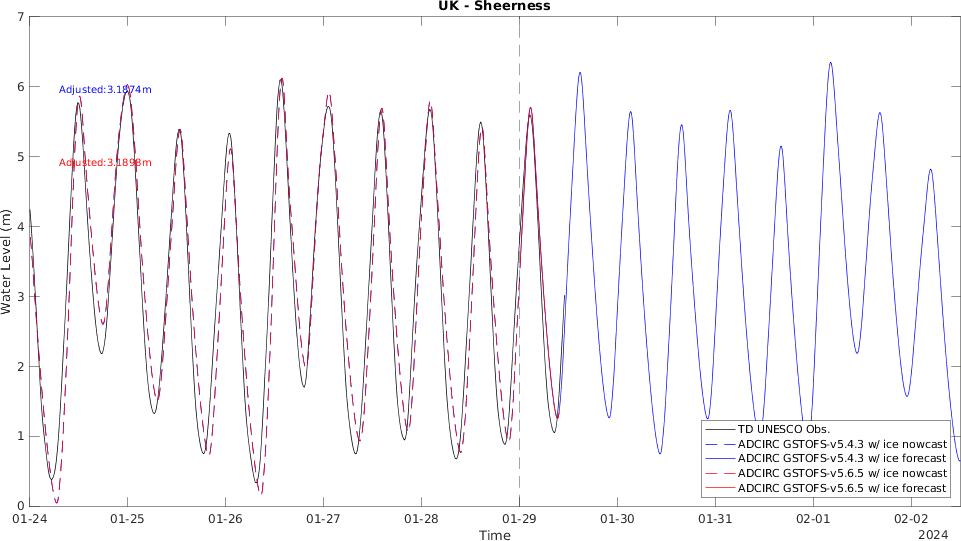 UK - Sheerness
7
6
5
4
3
2
1
0
Water Level (m)
Adjusted:3.1874m
Adjusted:3.1898m
TD UNESCO Obs.
ADCIRC GSTOFS-v5.4.3 w/ ice nowcast
ADCIRC GSTOFS-v5.4.3 w/ ice forecast
ADCIRC GSTOFS-v5.6.5 w/ ice nowcast
ADCIRC GSTOFS-v5.6.5 w/ ice forecast
01-24 01-25 01-26 01-27 01-28 01-29 01-30 01-31 02-01 02-02
Time
2024